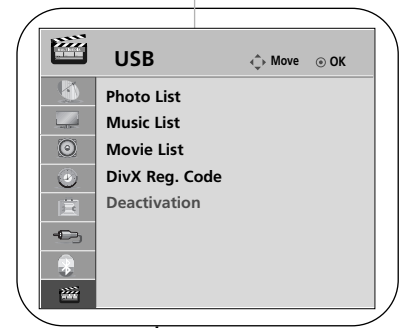 USB Move OK
Photo List
Music List
Movie List
DivX Reg. Code
Deactivation